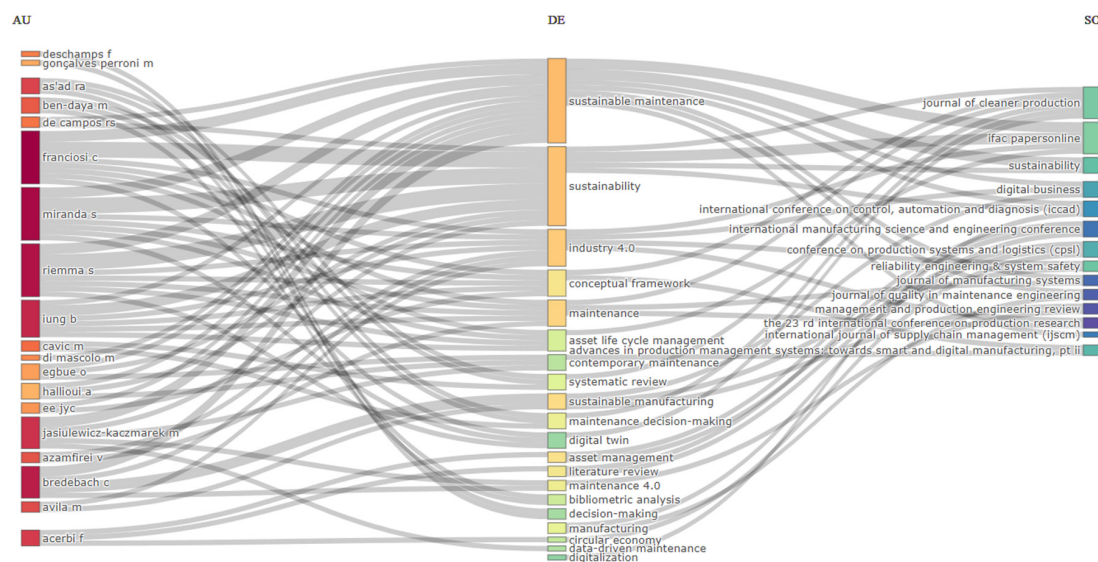 AU
DE
SO
deschamps f
gonçalves perroni m
as'ad ra
ben-daya m
de campos rs
franciosi c
miranda s
riemma s
iung b
cavic m
di mascolo m
egbue o
hallioui a
ee jyc
jasiulewicz-kaczmarek m
azamfirei v
bredebach c
avila m
acerbi f
sustainable maintenance
sustainability
industry 4.0
conceptual framework
maintenance
asset life cycle management
contemporary maintenance
systematic review
sustainable manufacturing
maintenance decision-making
digital twin
asset management
literature review
maintenance 4.0
bibliometric analysis
decision-making
manufacturing
circular economy
data-driven maintenance
digitalization
journal of cleaner production
ifac papersonline
sustainability
digital business
international conference on control, automation and diagnosis (iccad)
international manufacturing science and engineering conference
conference on production systems and logistics (cpsl)
reliability engineering & system safety
journal of manufacturing systems
journal of quality in maintenance engineering
management and production engineering review
the 23 rd international conference on production research
international journal of supply chain management (ijscm)
advances in production management systems: towards smart and digital manufacturing, pt ii